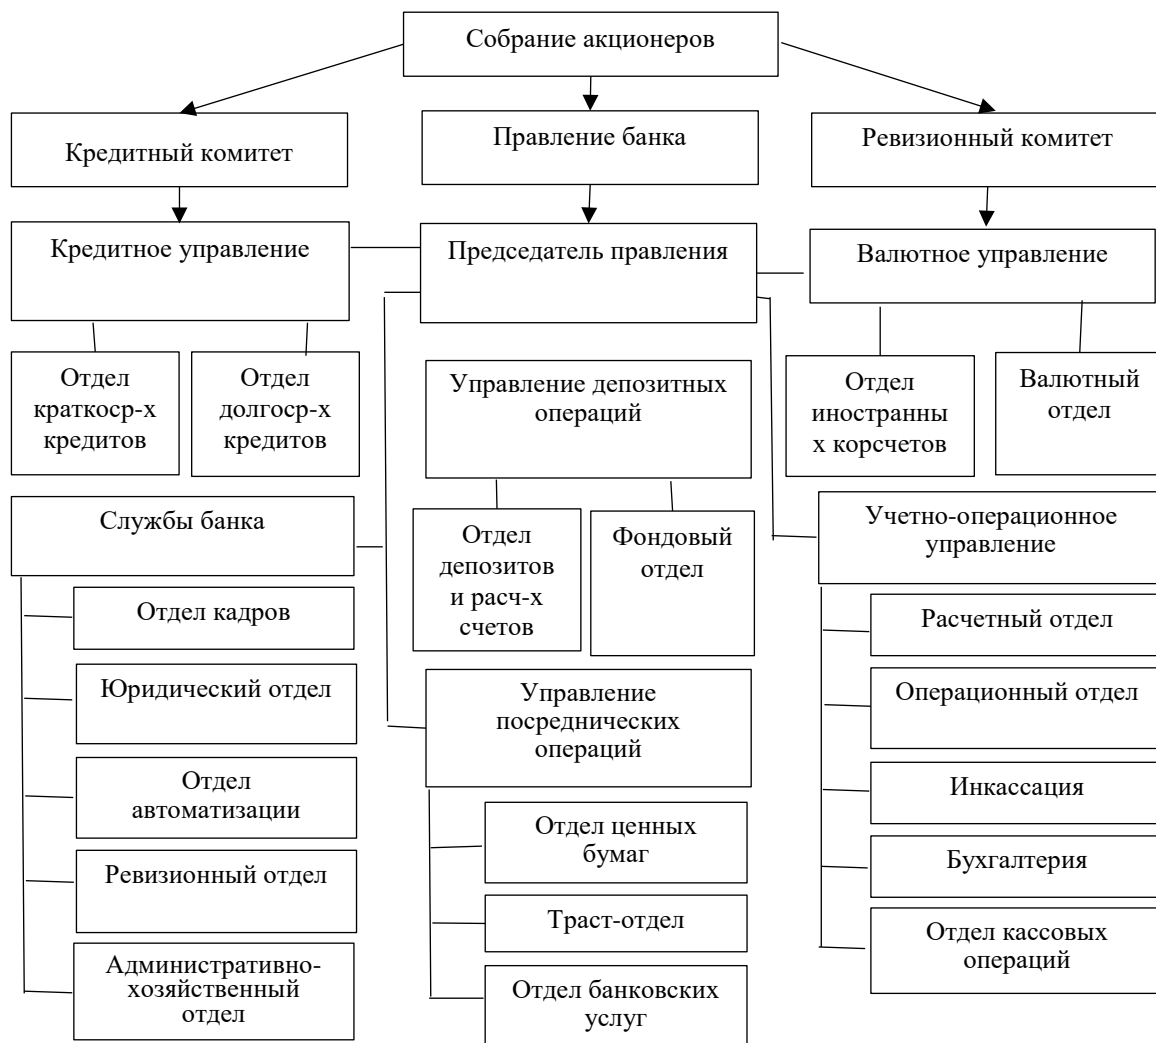 Собрание акционеров
Кредитный комитет
Правление банка
Ревизионный комитет
Кредитное управление
Председатель правления
Валютное управление
Отдел
краткоср-х
кредитов
Отдел
долгоср-х
кредитов
Управление депозитных
операций
Отдел
иностранны
х корсчетов
Валютный
отдел
Службы банка
Отдел
депозитов
и расч-х
счетов
Фондовый
отдел
Учетно-операционное
управление
Отдел кадров
Юридический отдел
Отдел
автоматизации
Ревизионный отдел
Административно-
хозяйственный
отдел
Управление
посреднических
операций
Отдел ценных
бумаг
Траст-отдел
Отдел банковских
услуг
Расчетный отдел
Операционный отдел
Инкассация
Бухгалтерия
Отдел кассовых
операций